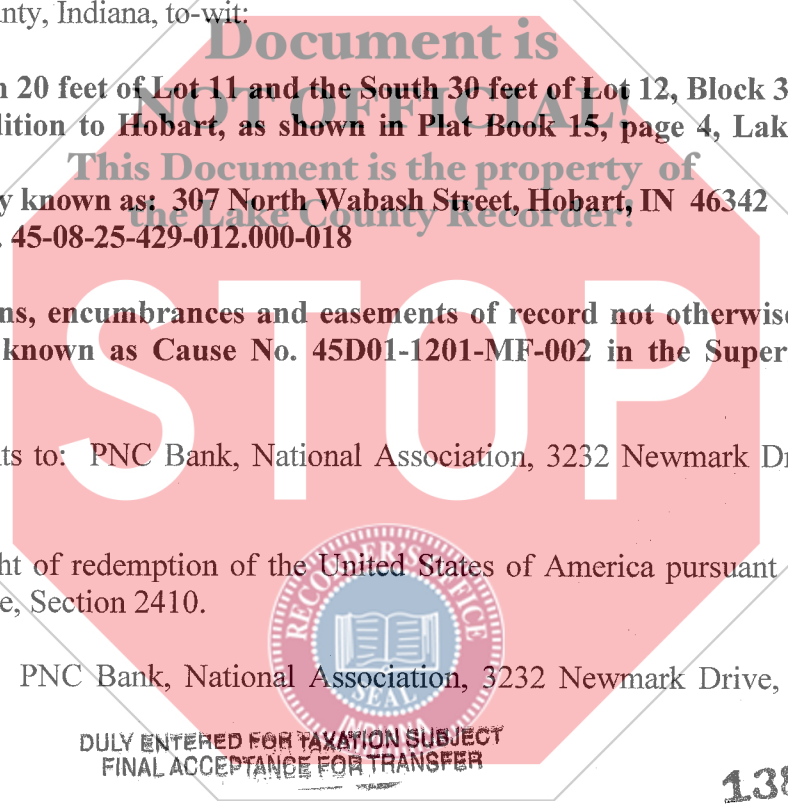 unty, Indiana, to-wit:
Document is
n 20 feet of Lot 11 and the South 30 feet of Lot 12, Block 3
NOT OFFICIAL!
dition to Hobart, as shown in Plat Book 15, page 4, Lak
This Document is the property of
y known as: 307 North Wabash Street, Hobart, IN 46342
the Lake County Recorder!
. 45-08-25-429-012.000-018
ns, encumbrances and easements of record not otherwise
known as Cause No. 45D01-1201-MF-002 in the Super
STOP
ts to: PNC Bank, National Association, 3232 Newmark Dr
ht of redemption of the United States of America pursuant
e, Section 2410.
RECORDER'S OFFICE
PNC Bank, National Association, 3232 Newmark Drive,
SEAL
INDIANA
DULY ENTERED FOR TAXATION SUBJECT
FINAL ACCEPTANCE FOR TRANSFER
138